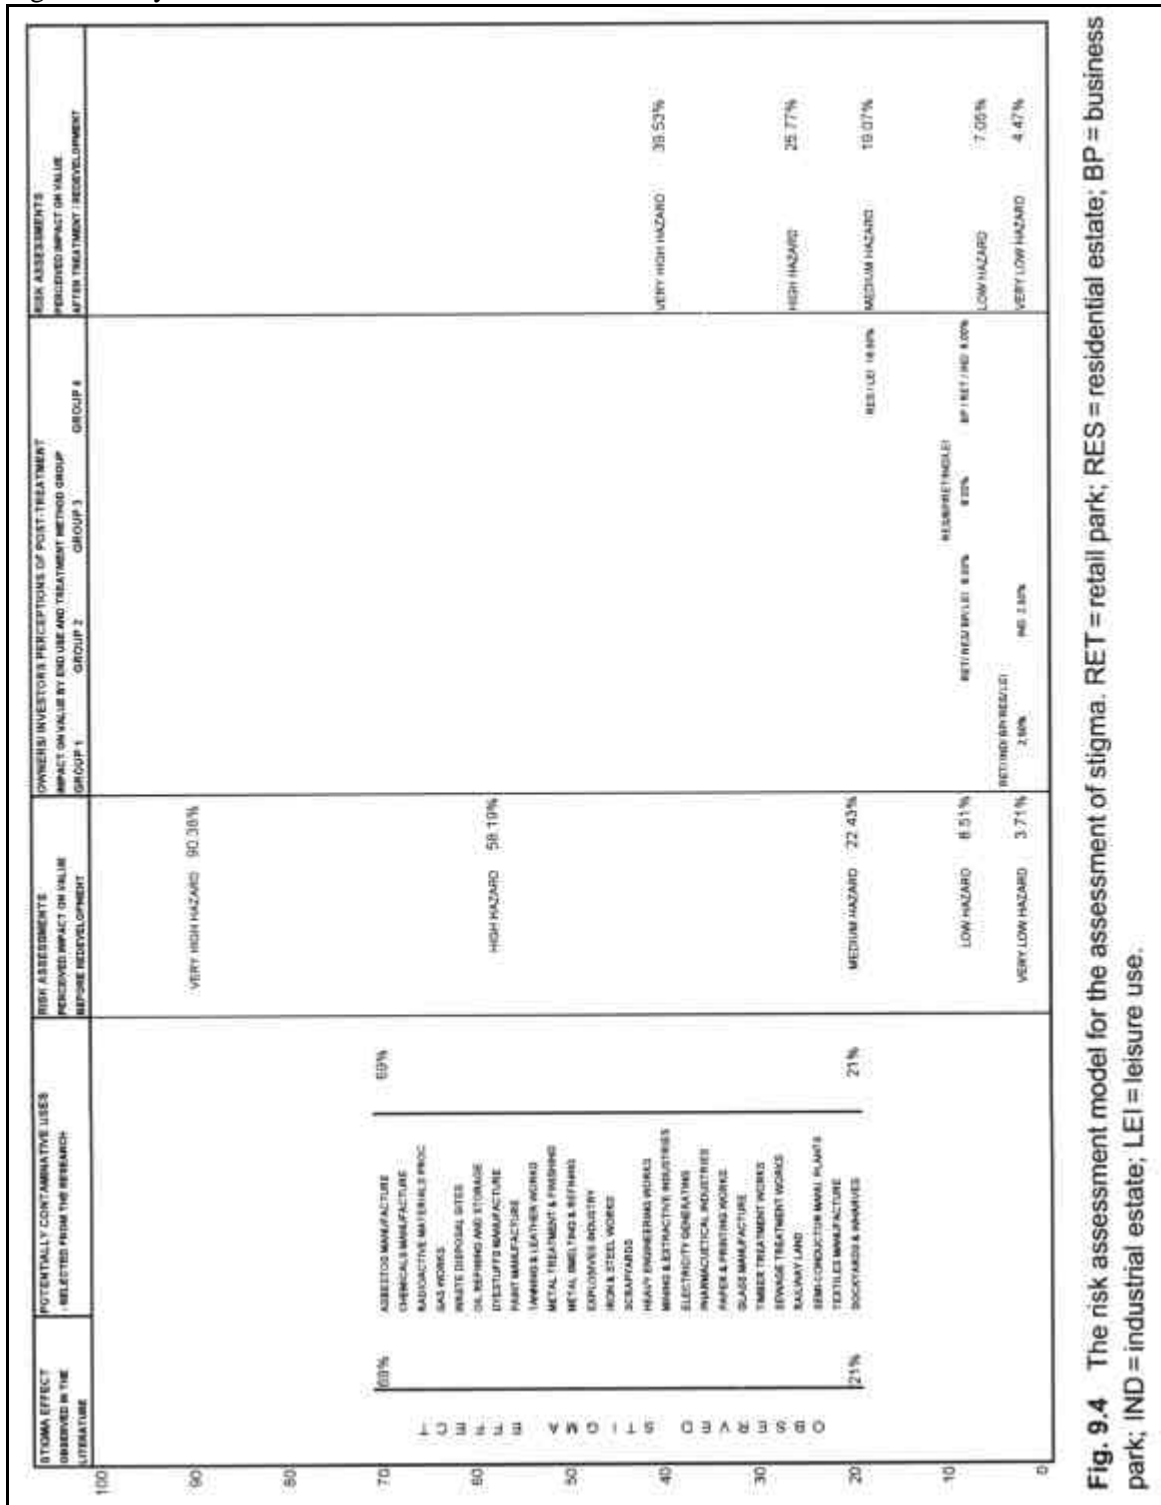 STIGMA EFFECT
OBSERVED IN THE
LITERATURE
POTENTIALLY CONTAMINATIVE USES
- SELECTED FROM THE RESEARCH
RISK ASSESSMENTS
PERCEIVED IMPACT ON VALUE
BEFORE REDEVELOPMENT
OWNERS/ INVESTORS PERCEPTIONS OF POST-TREATMENT
IMPACT ON VALUE BY END USE AND TREATMENT METHOD GROUP
GROUP 1 GROUP 2 GROUP 3 GROUP 4
RISK ASSESSMENTS
PERCEIVED IMPACT ON VALUE
AFTER TREATMENT / REDEVELOPMENT
100
90
80
70
60
50
40
30
20
10
0
OBSERVED STIGMA EFFECT
69%
21%
ASBESTOS MANUFACTURE
CHEMICALS MANUFACTURE
RADIOACTIVE MATERIALS PROC
GAS WORKS
WASTE DISPOSAL SITES
OIL REFINING AND STORAGE
DYESTUFFS MANUFACTURE
PAINT MANUFACTURE
TANNING & LEATHER WORKS
METAL TREATMENT & FINISHING
METAL SMELTING & REFINING
EXPLOSIVES INDUSTRY
IRON & STEEL WORKS
SCRAPYARDS
HEAVY ENGINEERING WORKS
MINING & EXTRACTIVE INDUSTRIES
ELECTRICITY GENERATING
PHARMACUETICAL INDUSTRIES
PAPER & PRINTING WORKS
GLASS MANUFACTURE
TIMBER TREATMENT WORKS
SEWAGE TREATMENT WORKS
RAILWAY LAND
SEMI-CONDUCTOR MANF. PLANTS
TEXTILES MANUFACTURE
DOCKYARDS & WHARVES
69%
21%
VERY HIGH HAZARD 90.38%
HIGH HAZARD 58.19%
MEDIUM HAZARD 22.43%
LOW HAZARD 8.51%
VERY LOW HAZARD 3.71%
RET/IND/BP/RES/LEI
2.50%
RET/RES/BP/LEI 8.00%
IND 2.50%
RES/BP/RET/IND/LEI
8.00%
RES / LEI 18.50%
BP / RET / IND 8.00%
VERY HIGH HAZARD 39.53%
HIGH HAZARD 25.77%
MEDIUM HAZARD 19.07%
LOW HAZARD 7.05%
VERY LOW HAZARD 4.47%
Fig. 9.4 The risk assessment model for the assessment of stigma. RET = retail park; RES = residential estate; BP = business
park; IND = industrial estate; LEI = leisure use.